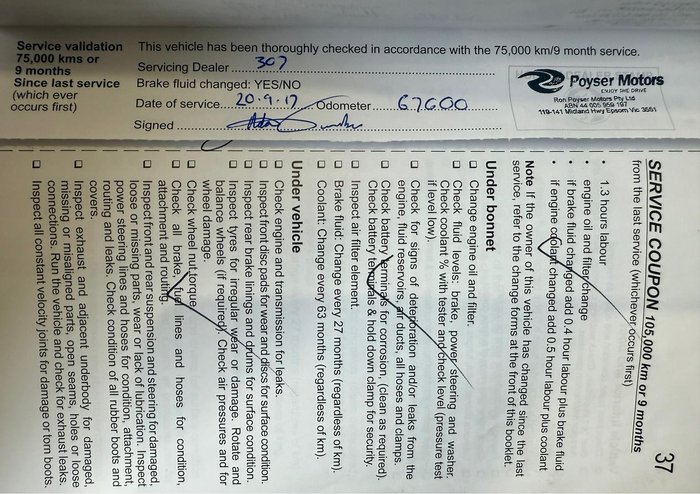 Service validation
75,000 kms or
9 months
Since last service
(which ever
occurs first)
This vehicle has been thoroughly checked in accordance with the 75,000 km/9 month service.
Servicing Dealer 307
Brake fluid changed: YES/NO
Date of service 20.9.17 Odometer 67600
Signed
Poyser Motors
ENJOY THE DRIVE
Ron Poyser Motors Pty Ltd
ABN 44 005 959 197
119-141 Midland Hwy Epsom Vic 3551
SERVICE COUPON 105,000 km or 9 months
37
from the last service (whichever occurs first)
• 1.3 hours labour
• engine oil and filter change
• if brake fluid changed add 0.4 hour labour plus brake fluid
• if engine coolant changed add 0.5 hour labour plus coolant
Note If the owner of this vehicle has changed since the last
service, refer to the change forms at the front of this booklet.
Under bonnet
☐ Change engine oil and filter.
☐ Check fluid levels: brake, power steering and washer.
Check coolant % with tester and check level (pressure test
if level low).
☐ Check for signs of deterioration and/or leaks from the
engine, fluid reservoirs, air ducts, all hoses and clamps.
☐ Check battery terminals for corrosion, (clean as required).
Check battery terminals & hold down clamp for security.
☐ Inspect air filter element.
☐ Brake fluid: Change every 27 months (regardless of km).
☐ Coolant: Change every 63 months (regardless of km).
Under vehicle
☐ Check engine and transmission for leaks.
☐ Inspect front disc pads for wear and discs for surface condition.
☐ Inspect rear brake linings and drums for surface condition.
☐ Inspect tyres for irregular wear or damage. Rotate and
balance wheels (if required). Check air pressures and for
wheel damage.
☐ Check wheel nut torque.
☐ Check all brake, fuel lines and hoses for condition,
attachment and routing.
☐ Inspect front and rear suspension and steering for damaged,
loose or missing parts, wear or lack of lubrication. Inspect
power steering lines and hoses for condition, attachment,
routing and leaks. Check condition of all rubber boots and
covers.
☐ Inspect exhaust and adjacent underbody for damaged,
missing or misaligned parts, open seams, holes or loose
connections. Run the vehicle and check for exhaust leaks.
☐ Inspect all constant velocity joints for damage or torn boots.